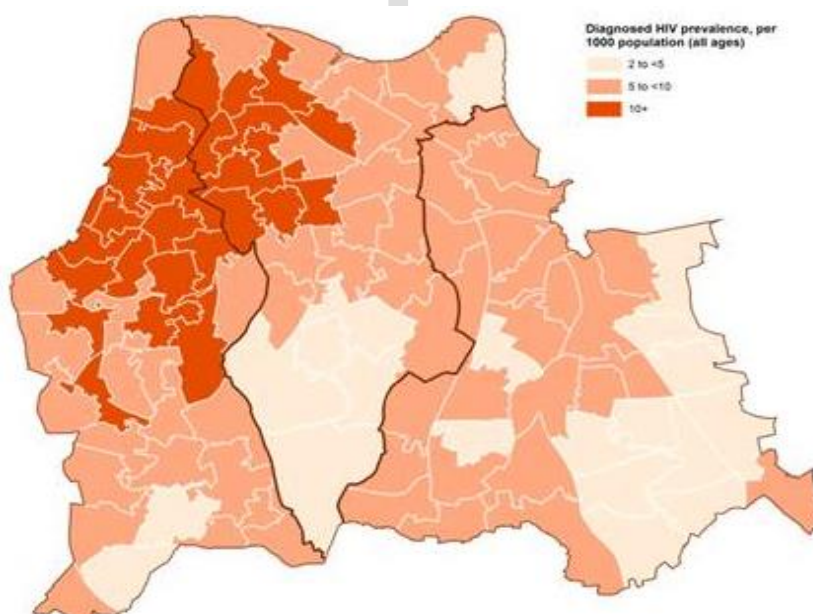 Diagnosed HIV prevalence, per
1000 population (all ages)
2 to <5
5 to <10
10+